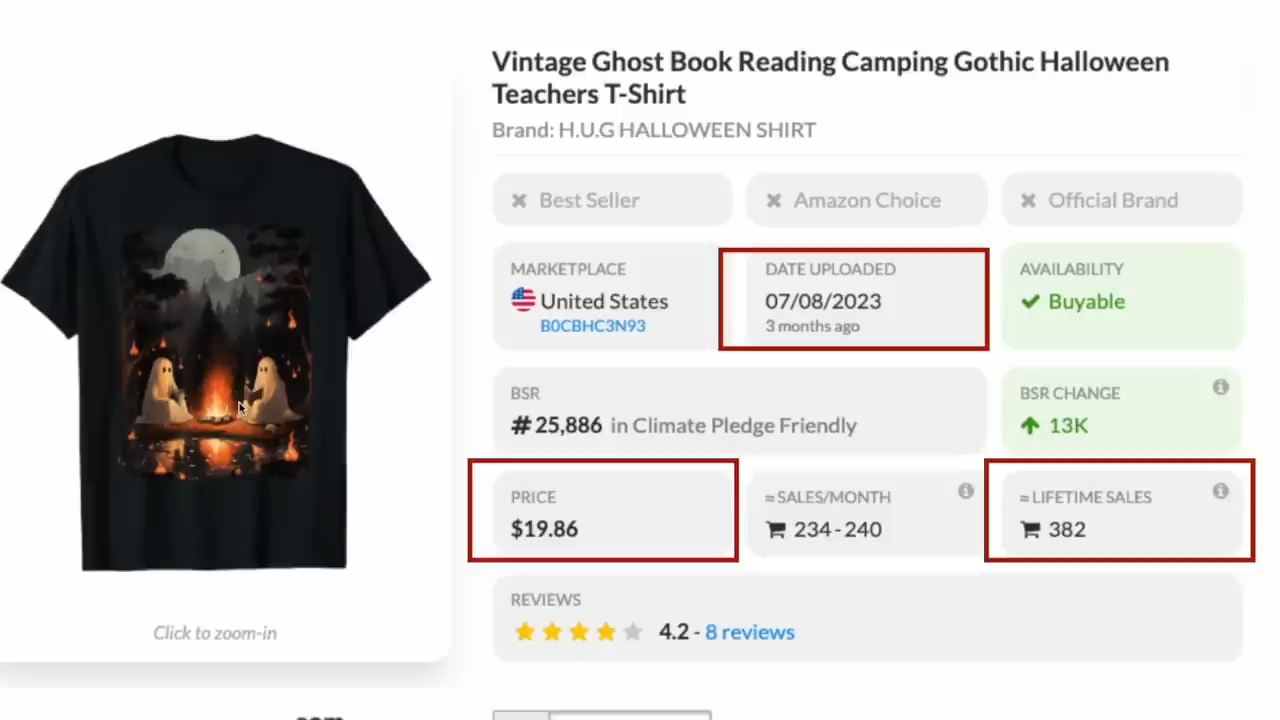 Vintage Ghost Book Reading Camping Gothic Halloween
Teachers T-Shirt
Brand: H.U.G HALLOWEEN SHIRT
Best Seller
Amazon Choice
Official Brand
MARKETPLACE
United States
B0CBHC3N93
DATE UPLOADED
07/08/2023
3 months ago
AVAILABILITY
Buyable
BSR
#25,886 in Climate Pledge Friendly
BSR CHANGE
13K
PRICE
$19.86
≈ SALES/MONTH
234-240
≈ LIFETIME SALES
382
REVIEWS
4.2 - 8 reviews
Click to zoom-in